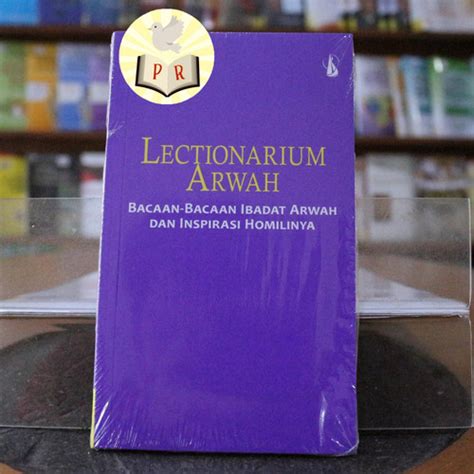 P R
LECTIONARIUM
ARWAH
BACAAN-BACAAN IBADAT ARWAH
DAN INSPIRASI HOMILINYA